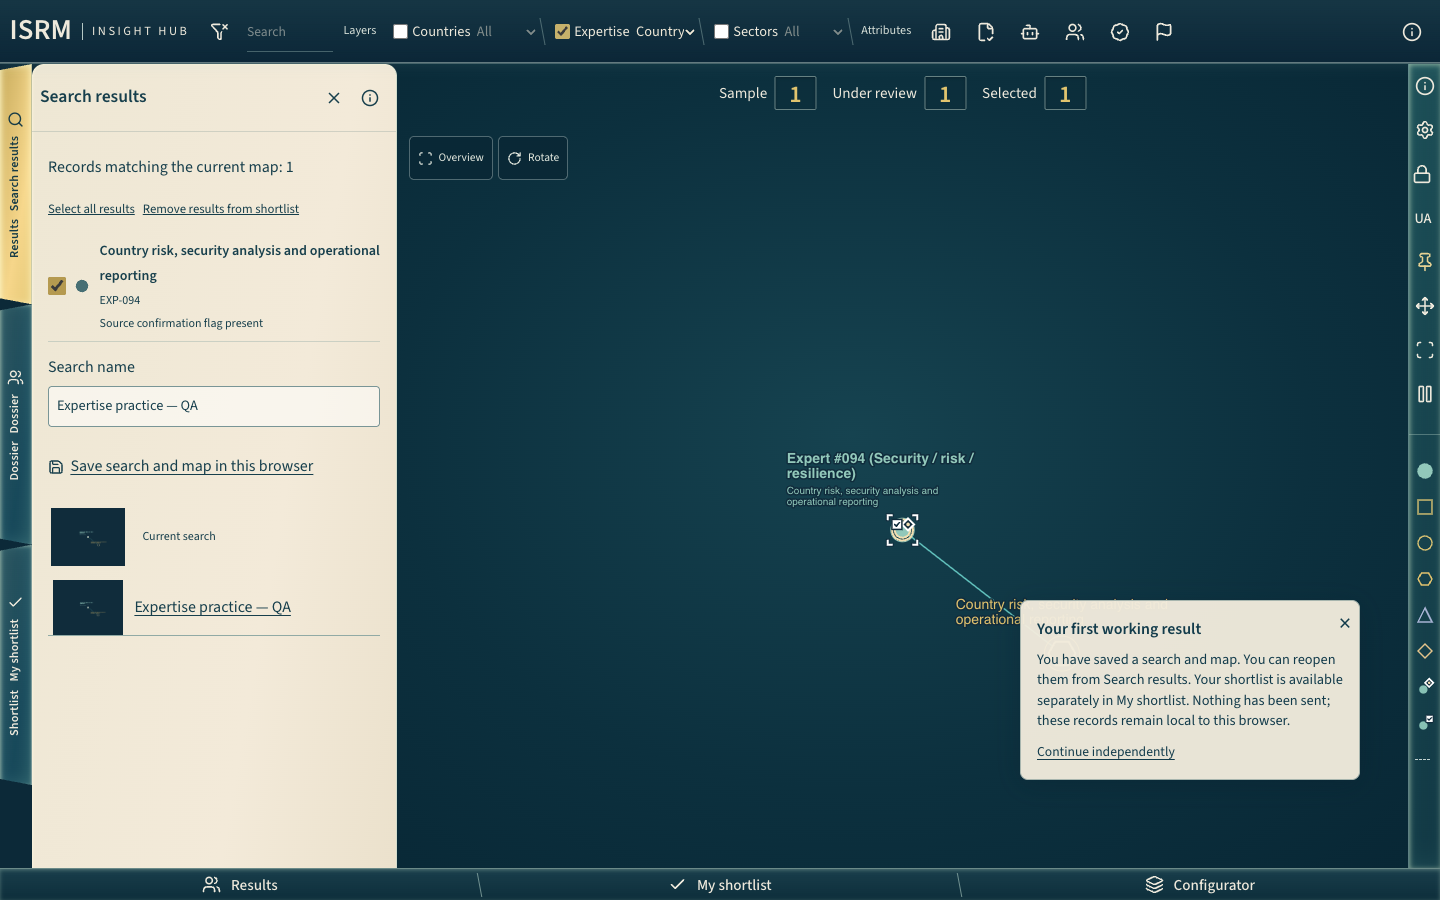 ISRM | INSIGHT HUB
Search
Layers
Countries All
Expertise Country
Sectors All
Attributes
Search results
Results
Dossier
Dossier
My shortlist
Shortlist
Search results
Records matching the current map: 1
Select all results Remove results from shortlist
Country risk, security analysis and operational
reporting
EXP-094
Source confirmation flag present
Search name
Expertise practice — QA
Save search and map in this browser
Current search
Expertise practice — QA
Sample 1 Under review 1 Selected 1
Overview Rotate
Expert #094 (Security / risk /
resilience)
Country risk, security analysis and
operational reporting
Country risk, security analysis and
operational
Your first working result
You have saved a search and map. You can reopen
them from Search results. Your shortlist is available
separately in My shortlist. Nothing has been sent;
these records remain local to this browser.
Continue independently
UA
Results My shortlist Configurator